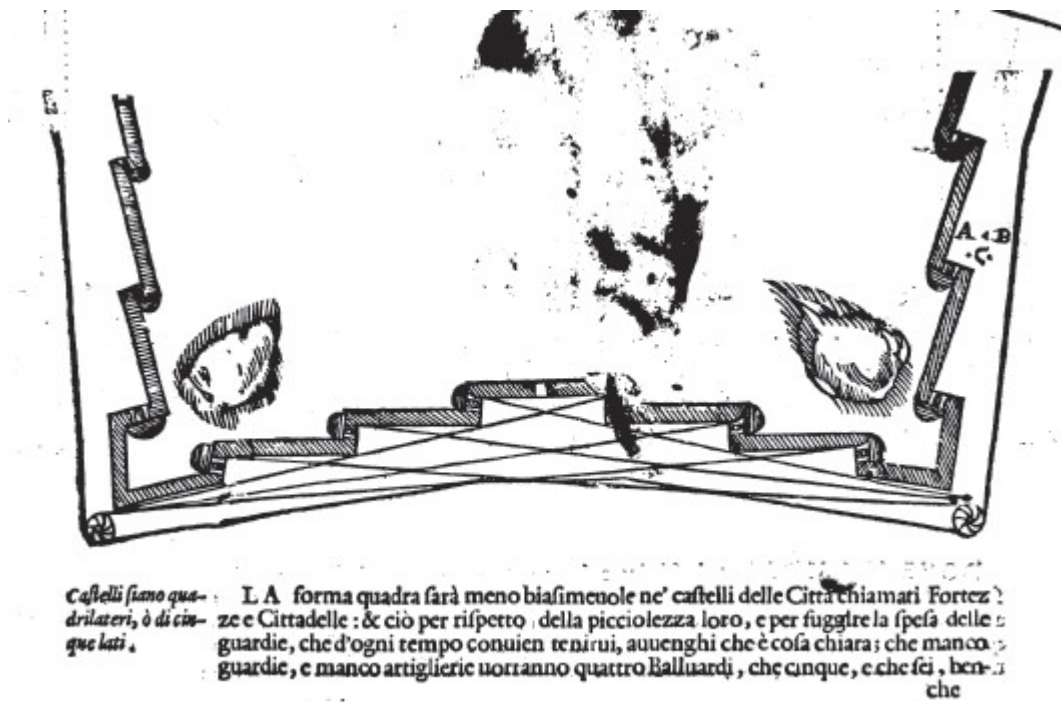 A B
C
Castelli siano qua-
drilateri, ò di cin-
que lati.
LA forma quadra sarà meno biasimeuole ne' castelli delle Città chiamati Fortez
ze e Cittadelle: & ciò per rispetto della picciolezza loro, e per fuggire la spesa delle
guardie, che d'ogni tempo conuien tenirui, auuenghi che è cosa chiara; che manco
guardie, e manco artiglierie uorranno quattro Balluardi, che cinque, e che sei, ben-
che